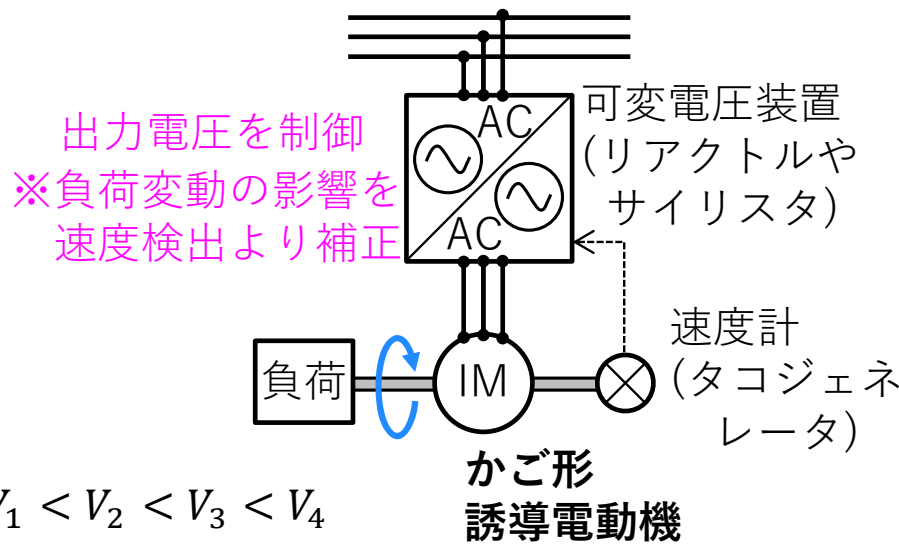 出力電圧を制御
※負荷変動の影響を
速度検出より補正
AC
AC
可変電圧装置
(リアクトルや
サイリスタ)
負荷
IM
速度計
(タコジェネ
レータ)
かご形
誘導電動機
V₁ < V₂ < V₃ < V₄